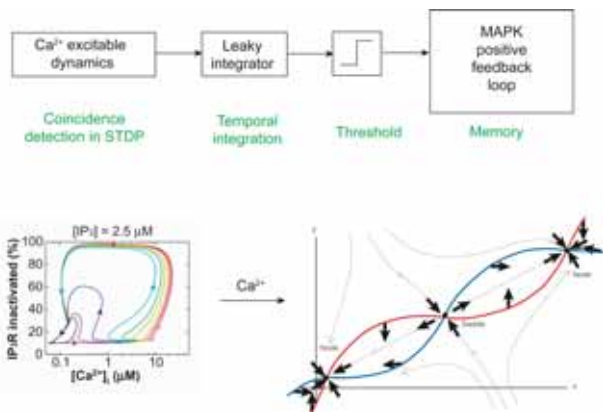 Ca²⁺ excitable
dynamics
Leaky
integrator
MAPK
positive
feedback
loop
Coincidence
detection in STDP
Temporal
integration
Threshold
Memory
[IP₃] = 2.5 µM
IP₃R inactivated (%)
100
80
60
40
20
0
0.1
1
10
[Ca²⁺]ᵢ (µM)
Ca²⁺
y
x